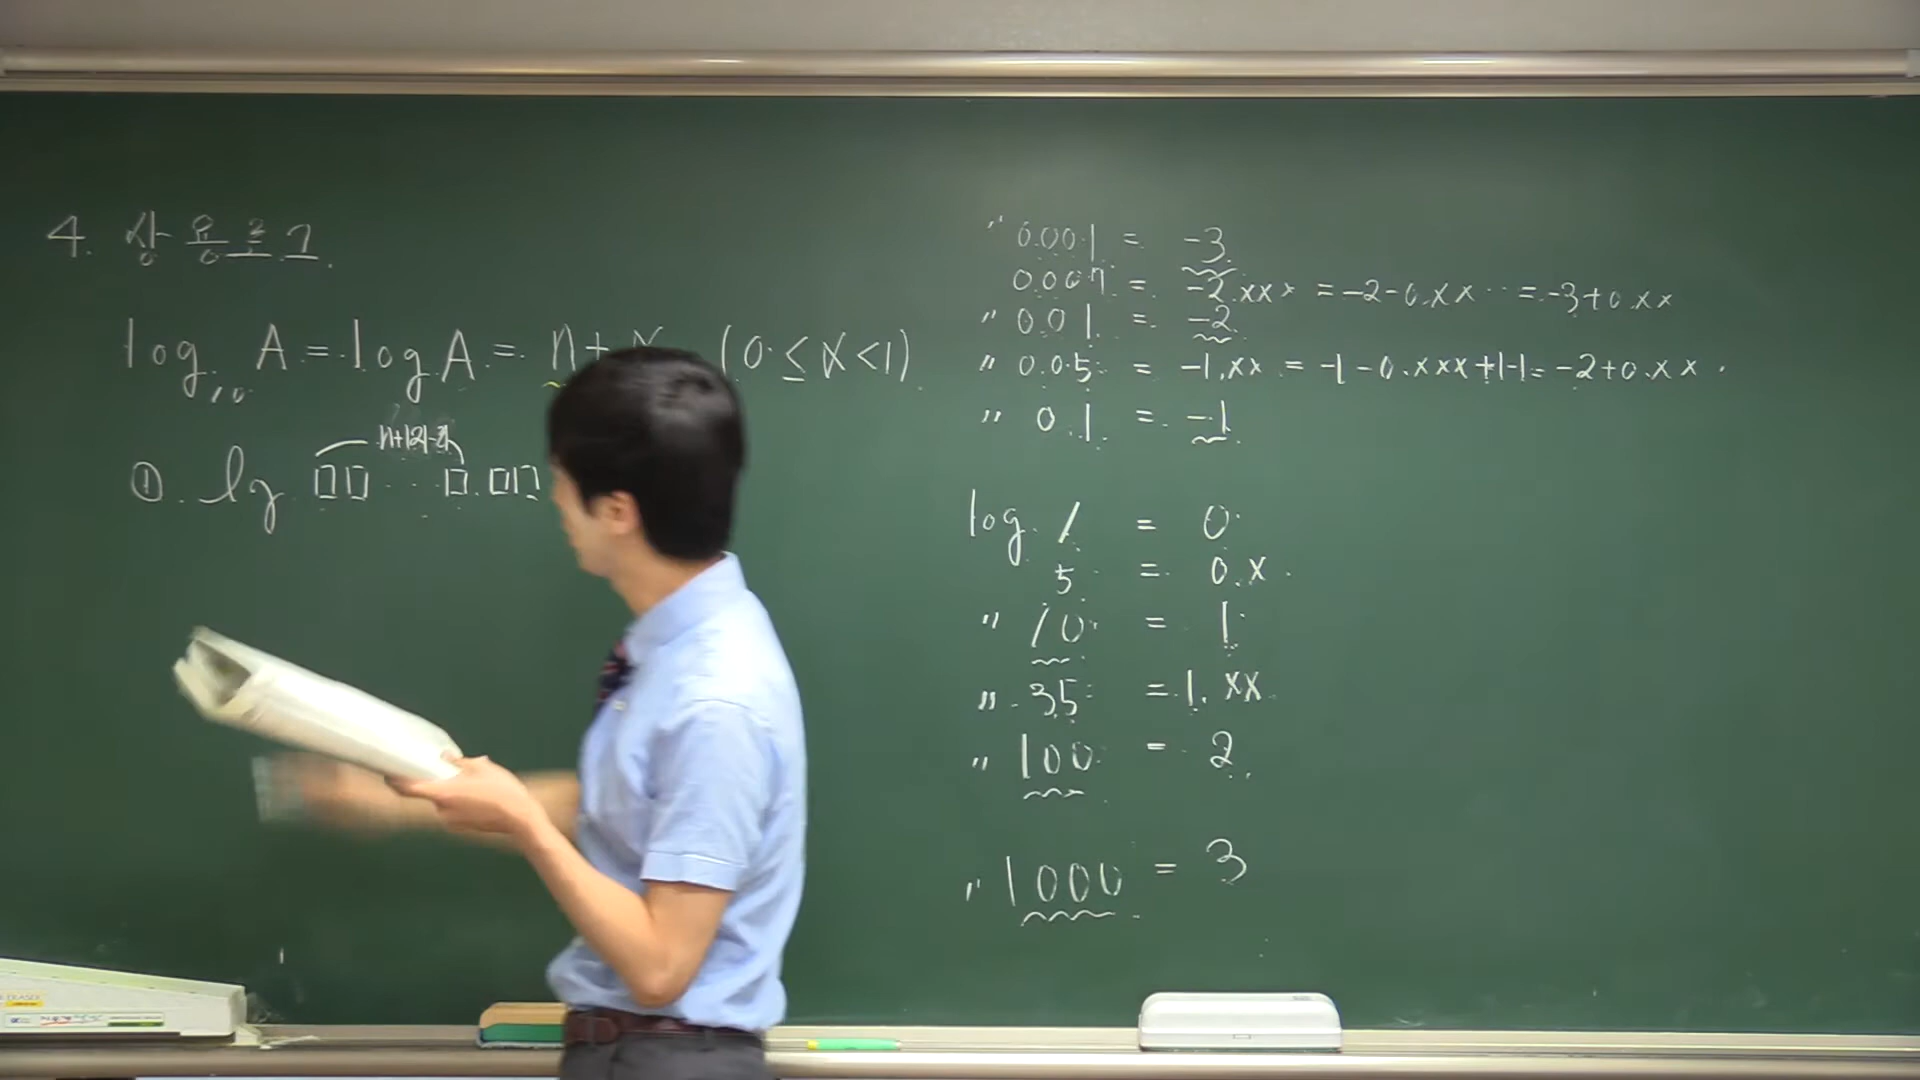 4. 상용로그
log₁₀ A = log A = n + α (0 ≤ α < 1)
n+1자리
① log □□ ··· □.□□
〃 0.001 = -3
0.007 = -2.xxx = -2-0.xx ·· = -3+0.xx
〃 0.01 = -2
〃 0.05 = -1.xx = -1-0.xxx+1-1 = -2+0.xx
〃 0.1 = -1
log 1 = 0
5 = 0.x
〃 10 = 1
〃 35 = 1.xx
〃 100 = 2
〃 1000 = 3